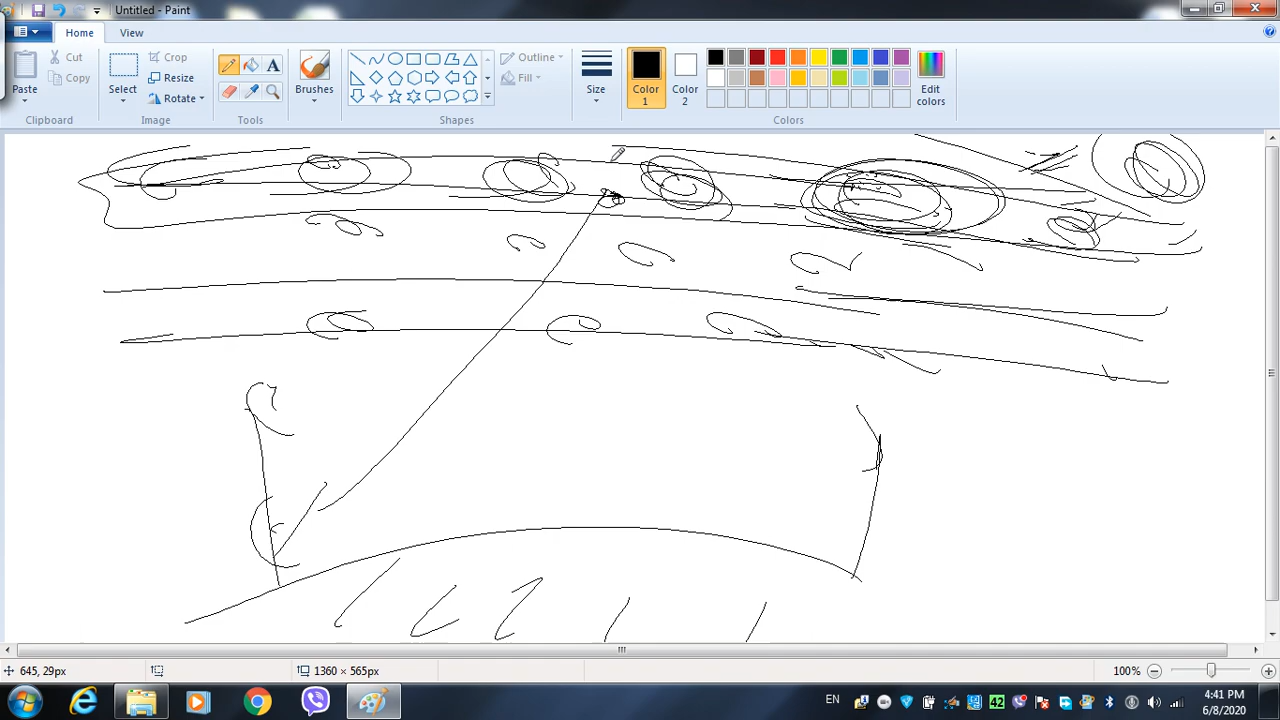 Untitled - Paint
Home
View
Paste
Cut
Copy
Clipboard
Select
Crop
Resize
Rotate
Image
Tools
Brushes
Shapes
Outline
Fill
Size
Color 1
Color 2
Edit colors
Colors
645, 29px
1360 × 565px
100%
EN
42
4:41 PM
6/8/2020